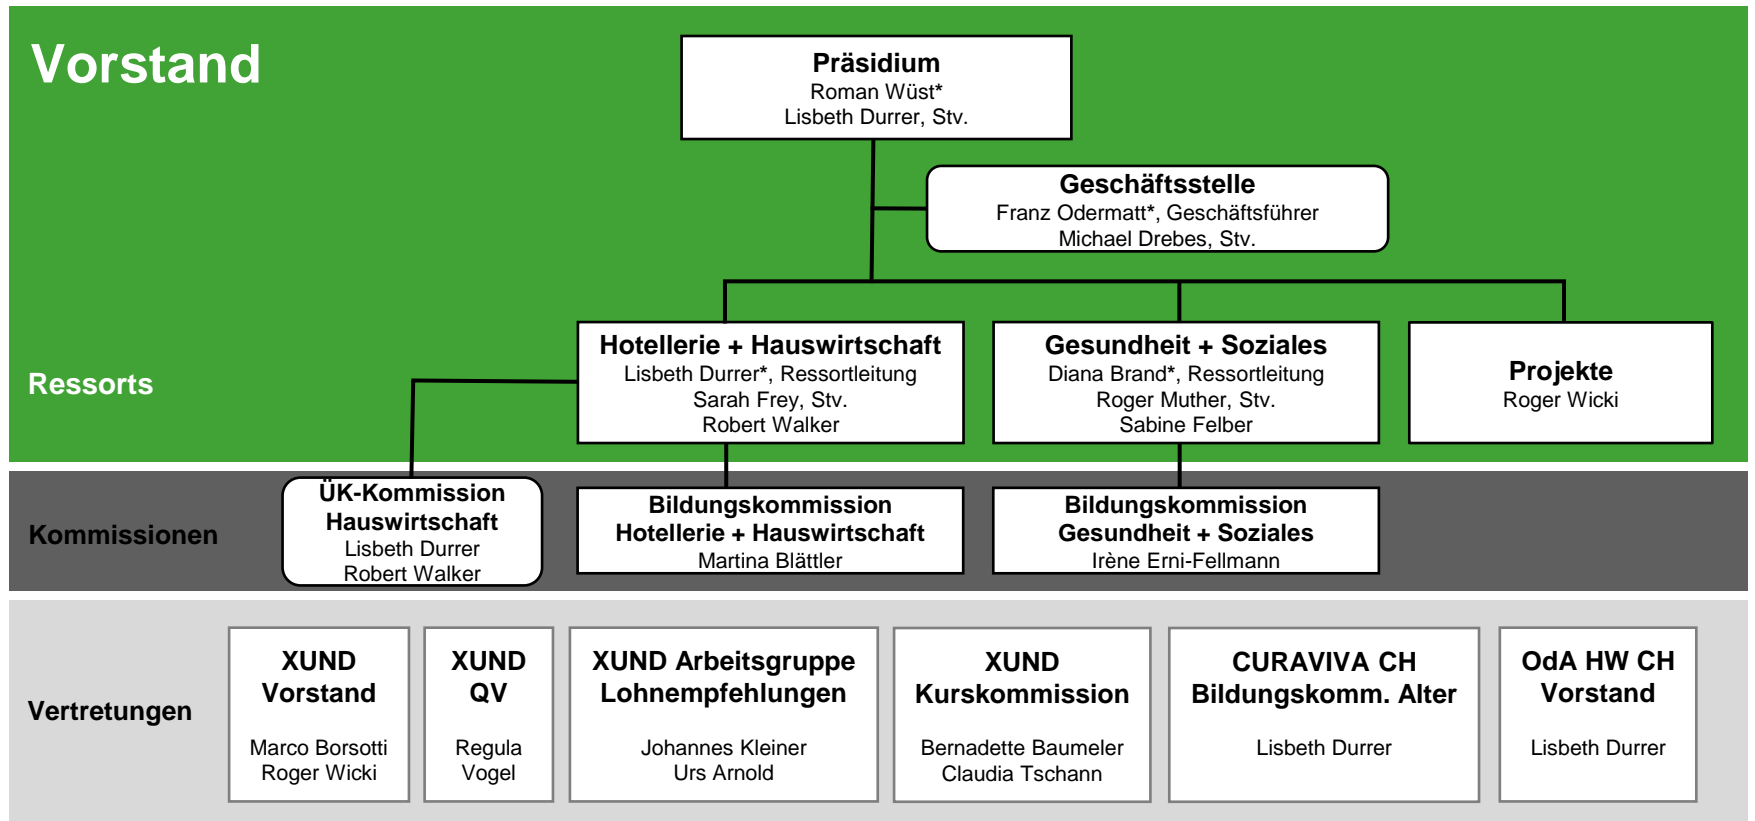 Vorstand
Präsidium
Roman Wüst*
Lisbeth Durrer, Stv.
Geschäftsstelle
Franz Odermatt*, Geschäftsführer
Michael Drebes, Stv.
Ressorts
Hotellerie + Hauswirtschaft
Lisbeth Durrer*, Ressortleitung
Sarah Frey, Stv.
Robert Walker
Gesundheit + Soziales
Diana Brand*, Ressortleitung
Roger Muther, Stv.
Sabine Felber
Projekte
Roger Wicki
Kommissionen
ÜK-Kommission
Hauswirtschaft
Lisbeth Durrer
Robert Walker
Bildungskommission
Hotellerie + Hauswirtschaft
Martina Blättler
Bildungskommission
Gesundheit + Soziales
Irène Erni-Fellmann
Vertretungen
XUND
Vorstand
Marco Borsotti
Roger Wicki
XUND
QV
Regula
Vogel
XUND Arbeitsgruppe
Lohnempfehlungen
Johannes Kleiner
Urs Arnold
XUND
Kurskommission
Bernadette Baumeler
Claudia Tschann
CURAVIVA CH
Bildungskomm. Alter
Lisbeth Durrer
OdA HW CH
Vorstand
Lisbeth Durrer